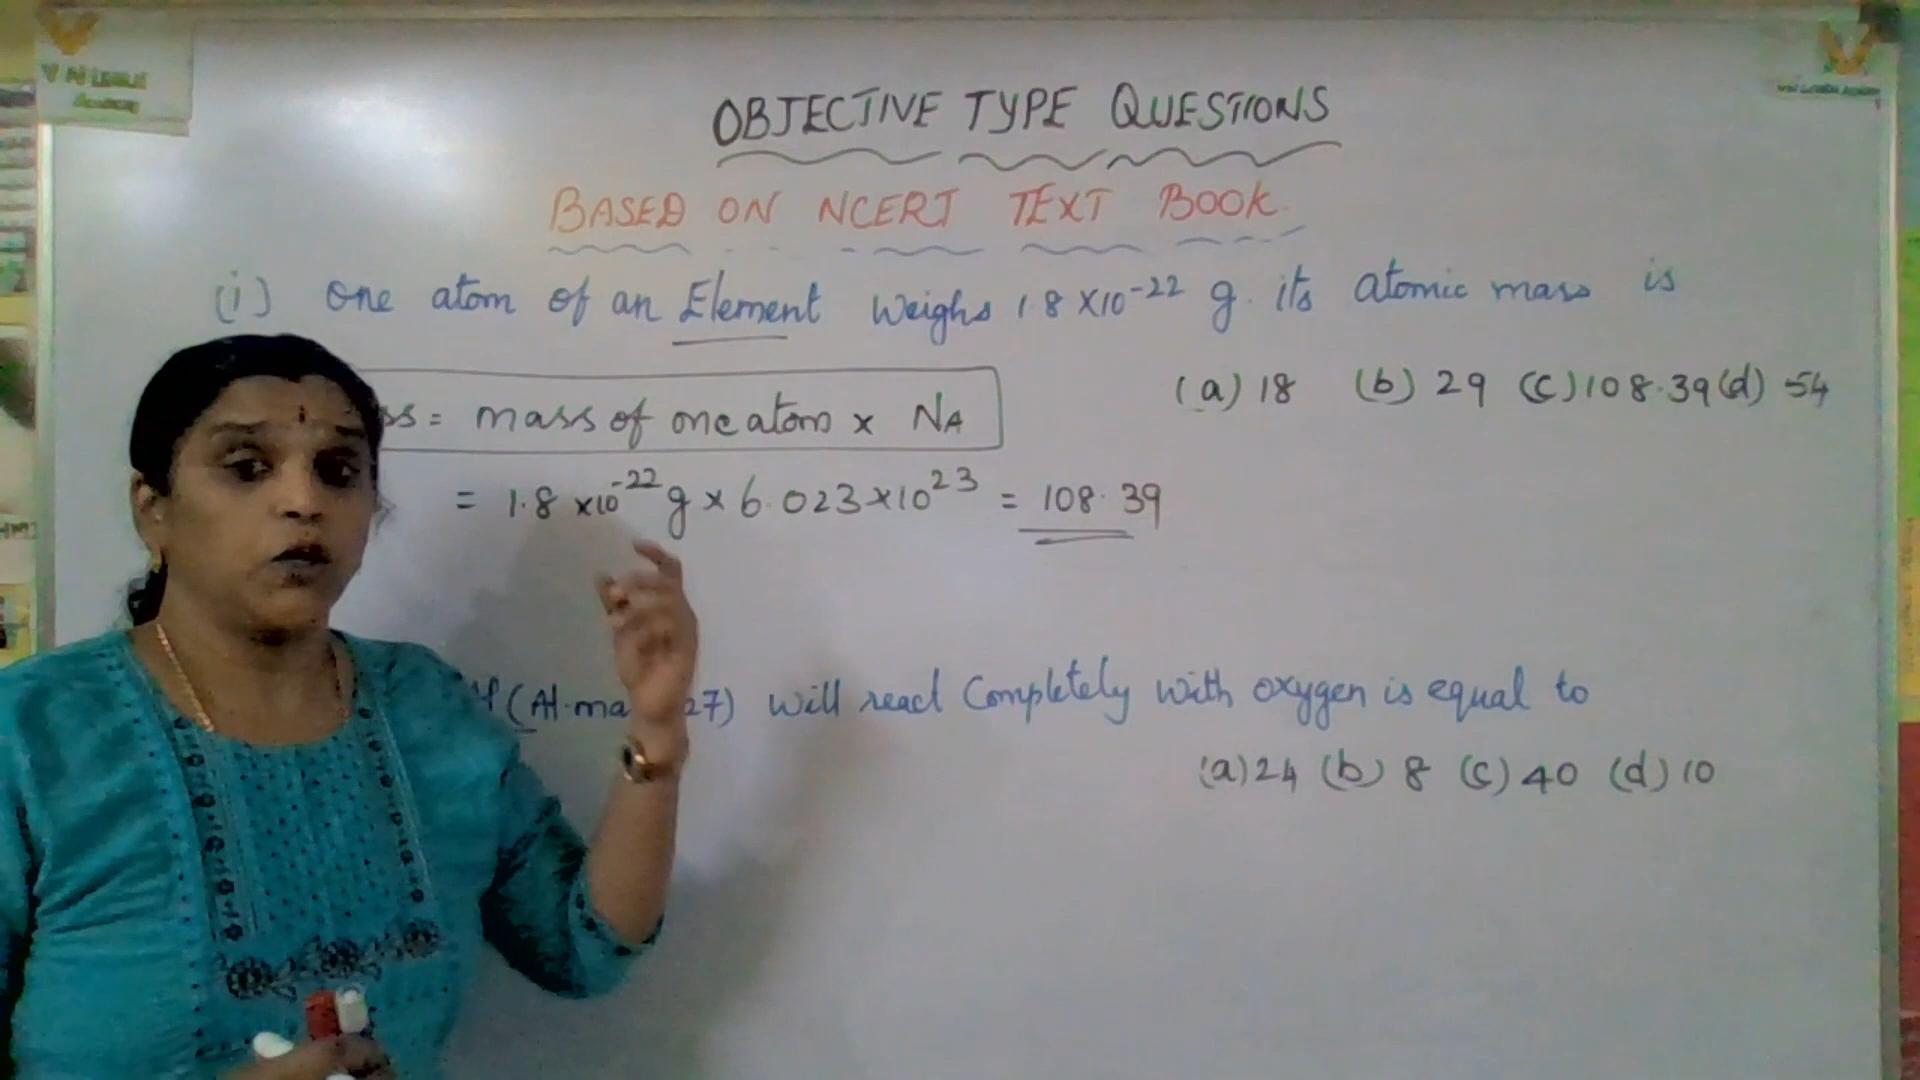 V N
OBJECTIVE TYPE QUESTIONS
BASED ON NCERT TEXT BOOK
(i) One atom of an Element weighs 1.8 X10⁻²² g. its atomic mass is
(a) 18 (b) 29 (c) 108.39 (d) 54
ss = mass of one atom x NA
= 1.8 x10⁻²² g x 6.023 x10²³ = 108.39
(At.ma 27) will react Completely with oxygen is equal to
(a) 24 (b) 8 (c) 40 (d) 10